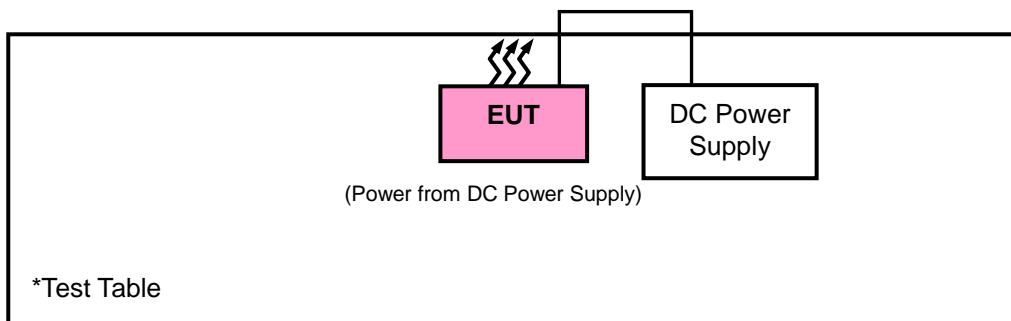 EUT
DC Power
Supply
(Power from DC Power Supply)
*Test Table